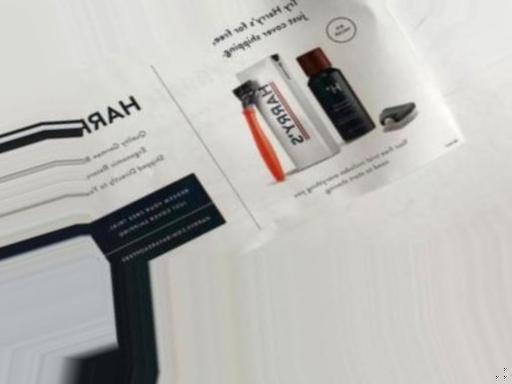 Try Harry's for free,
just cover shipping.
HARRY'S
HARR
Quality German B
Ergonomic Razors
Shipped Directly to You
REDEEM YOUR FREE TRIAL
JUST COVER SHIPPING
Your free trial includes everything you
need to start shaving.